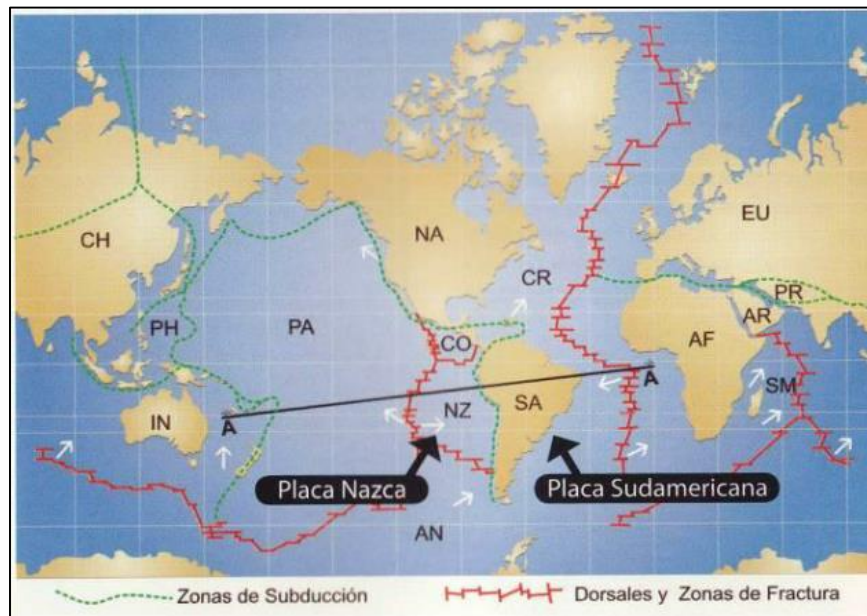 EU
NA
CH
CR
PR
AR
PH
PA
CO
AF
SM
IN
A
NZ
SA
A
Placa Nazca
Placa Sudamericana
AN
Zonas de Subducción
Dorsales y Zonas de Fractura